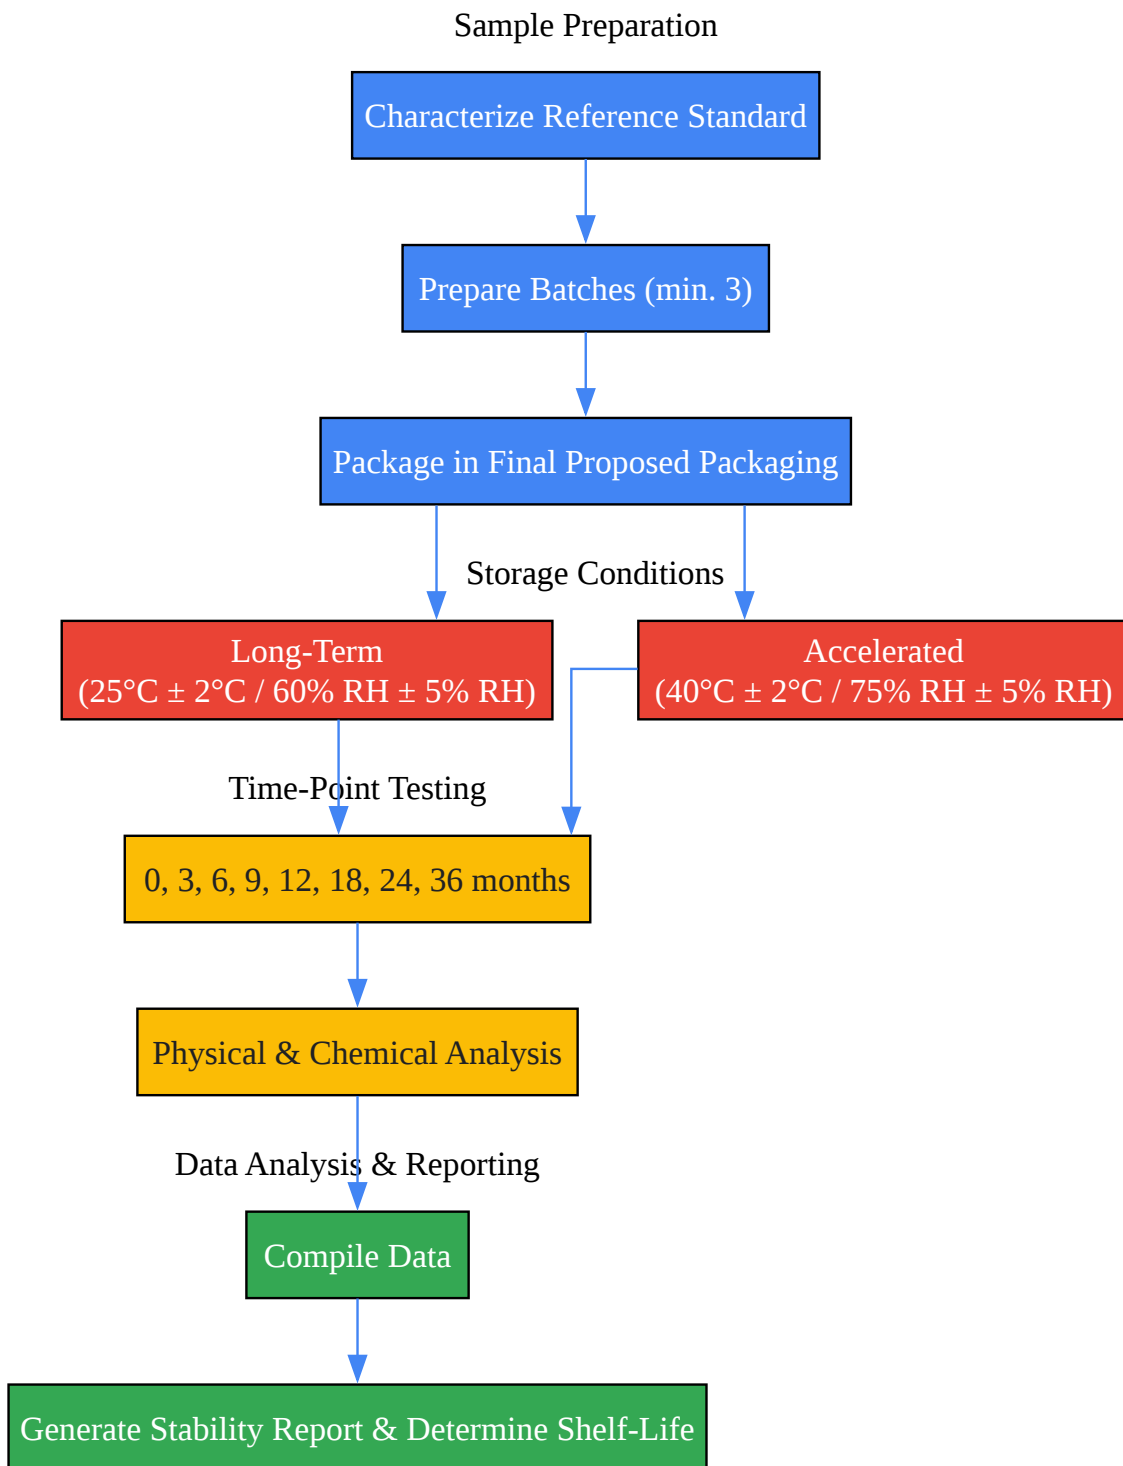 Sample Preparation
Characterize Reference Standard
Prepare Batches (min. 3)
Package in Final Proposed Packaging
Storage Conditions
Long-Term
(25°C ± 2°C / 60% RH ± 5% RH)
Accelerated
(40°C ± 2°C / 75% RH ± 5% RH)
Time-Point Testing
0, 3, 6, 9, 12, 18, 24, 36 months
Physical & Chemical Analysis
Data Analysis & Reporting
Compile Data
Generate Stability Report & Determine Shelf-Life